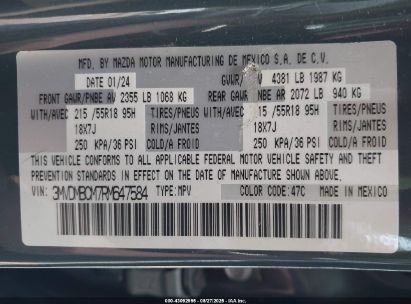 MFD. BY MAZDA MOTOR MANUFACTURING DE MEXICO S.A. DE C.V.
DATE 01/24 GVWR/ V 4381 LB 1987 KG
FRONT GAWR/PNBE AV 2355 LB 1068 KG REAR GAWR/PNBE AR 2072 LB 940 KG
WITH/AVEC 215 /55R18 95H TIRES/PNEUS WITH/AVEC 215 /55R18 95H TIRES/PNEUS
18X7J RIMS/JANTES 18X7J RIMS/JANTES
250 KPA/36 PSI COLD/A FROID 250 KPA/36 PSI COLD/A FROID
THIS VEHICLE CONFORMS TO ALL APPLICABLE FEDERAL MOTOR VEHICLE SAFETY AND THEFT
PREVENTION STANDARDS IN EFFECT ON THE DATE OF MANUFACTURE SHOWN ABOVE.
VIN: 3MVDMBCM7RM647584 TYPE: MPV COLOR CODE: 47C MADE IN MEXICO